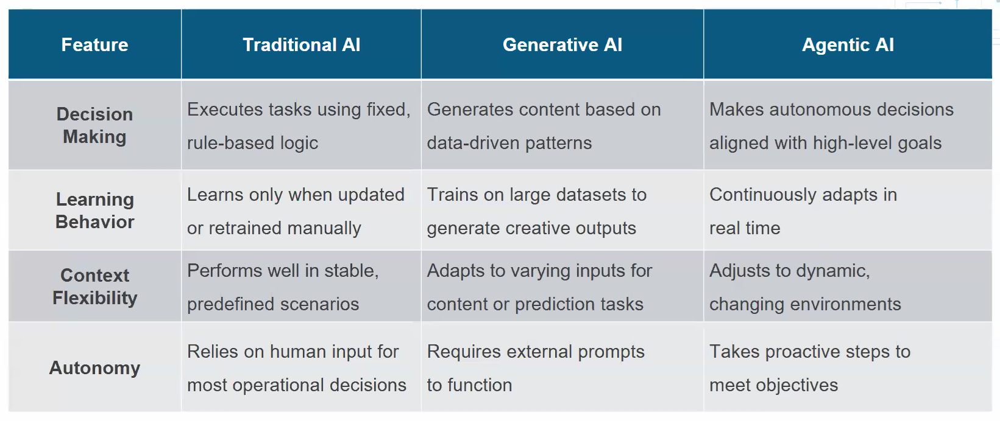 Feature
Traditional AI
Generative AI
Agentic AI
Decision
Making
Executes tasks using fixed,
rule-based logic
Generates content based on
data-driven patterns
Makes autonomous decisions
aligned with high-level goals
Learning
Behavior
Learns only when updated
or retrained manually
Trains on large datasets to
generate creative outputs
Continuously adapts in
real time
Context
Flexibility
Performs well in stable,
predefined scenarios
Adapts to varying inputs for
content or prediction tasks
Adjusts to dynamic,
changing environments
Autonomy
Relies on human input for
most operational decisions
Requires external prompts
to function
Takes proactive steps to
meet objectives